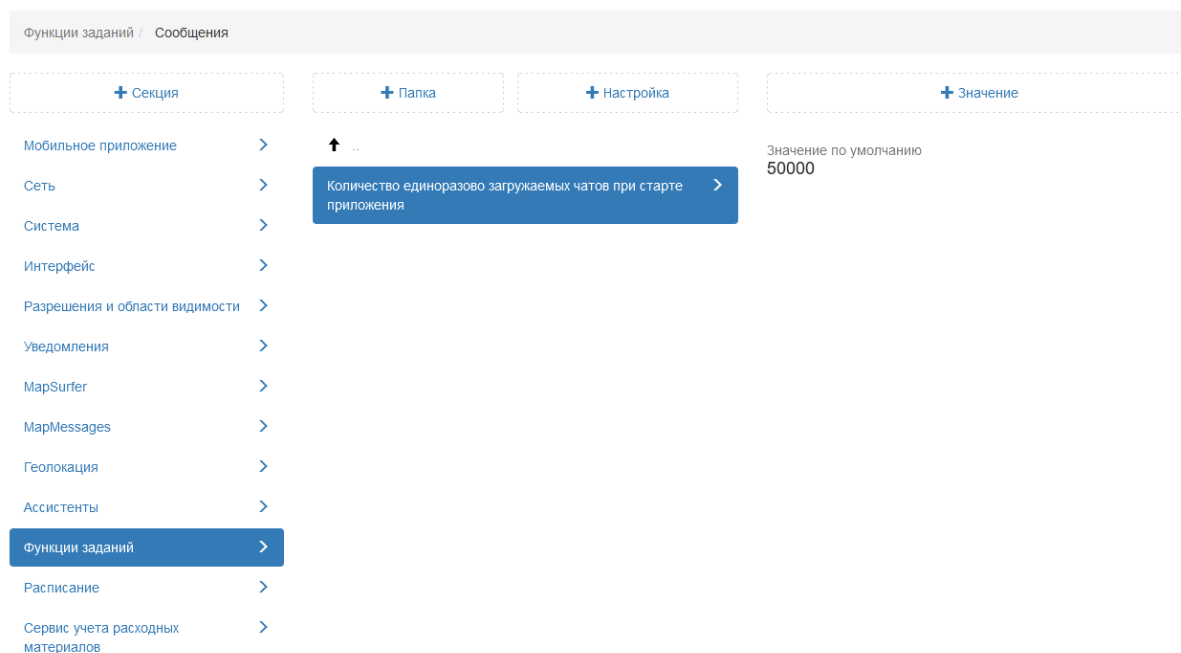 Функции заданий / Сообщения
+ Секция
+ Папка
+ Настройка
+ Значение
Мобильное приложение
Сеть
Система
Интерфейс
Разрешения и области видимости
Уведомления
MapSurfer
MapMessages
Геолокация
Ассистенты
Функции заданий
Расписание
Сервис учета расходных
материалов
..
Количество единоразово загружаемых чатов при старте
приложения
Значение по умолчанию
50000